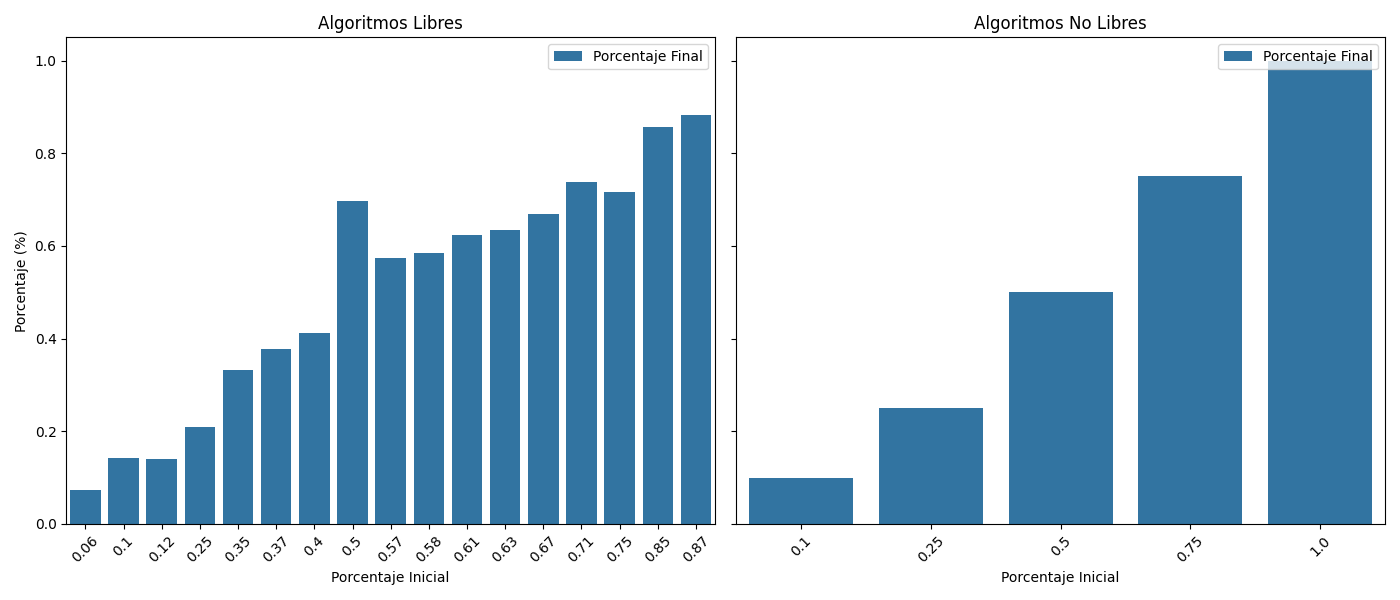 Algoritmos Libres
Porcentaje Final
Porcentaje (%)
1.0
0.8
0.6
0.4
0.2
0.0
0.06 0.1 0.12 0.25 0.35 0.37 0.4 0.5 0.57 0.58 0.61 0.63 0.67 0.71 0.75 0.85 0.87
Porcentaje Inicial
Algoritmos No Libres
Porcentaje Final
0.1 0.25 0.5 0.75 1.0
Porcentaje Inicial